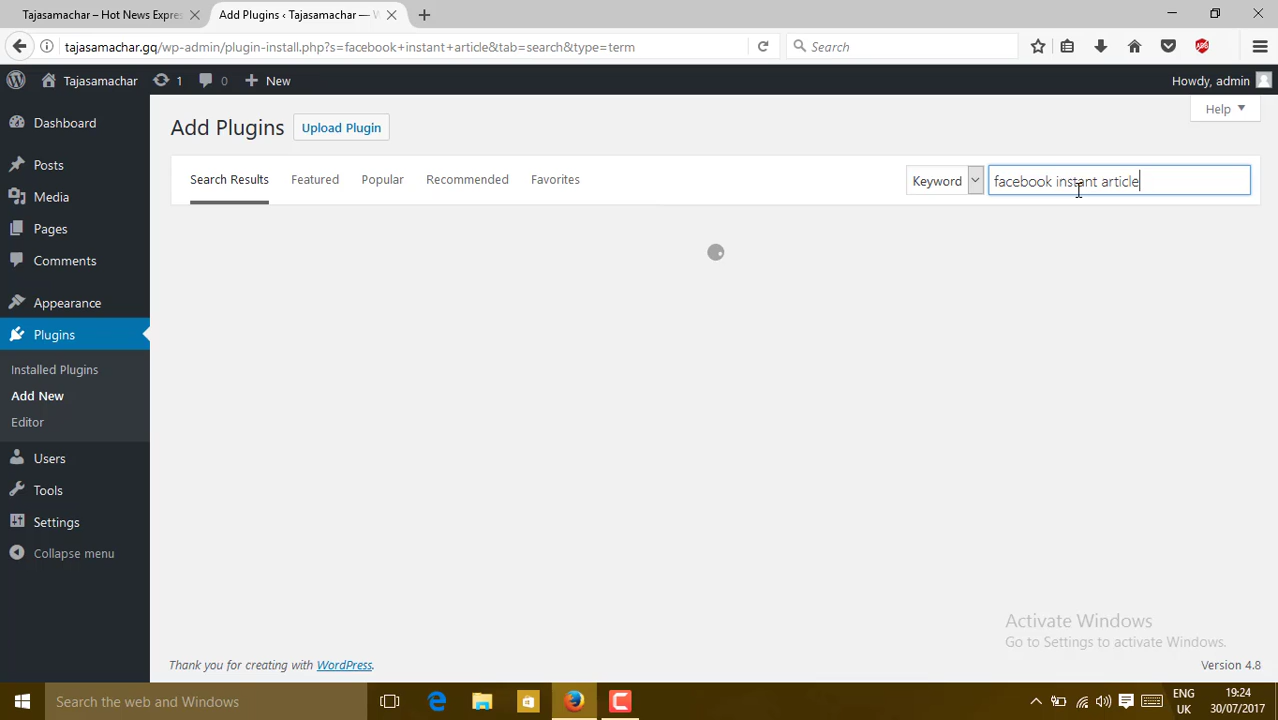 Tajasamachar – Hot News Expre
Add Plugins ‹ Tajasamachar —
tajasamachar.gq/wp-admin/plugin-install.php?s=facebook+instant+article&tab=search&type=term
Search
Tajasamachar
1
0
New
Howdy, admin
Help
Dashboard
Posts
Media
Pages
Comments
Appearance
Plugins
Installed Plugins
Add New
Editor
Users
Tools
Settings
Collapse menu
Add Plugins
Upload Plugin
Search Results
Featured
Popular
Recommended
Favorites
Keyword
facebook instant article
Activate Windows
Go to Settings to activate Windows.
Thank you for creating with WordPress.
Version 4.8
Search the web and Windows
ENG
UK
19:24
30/07/2017